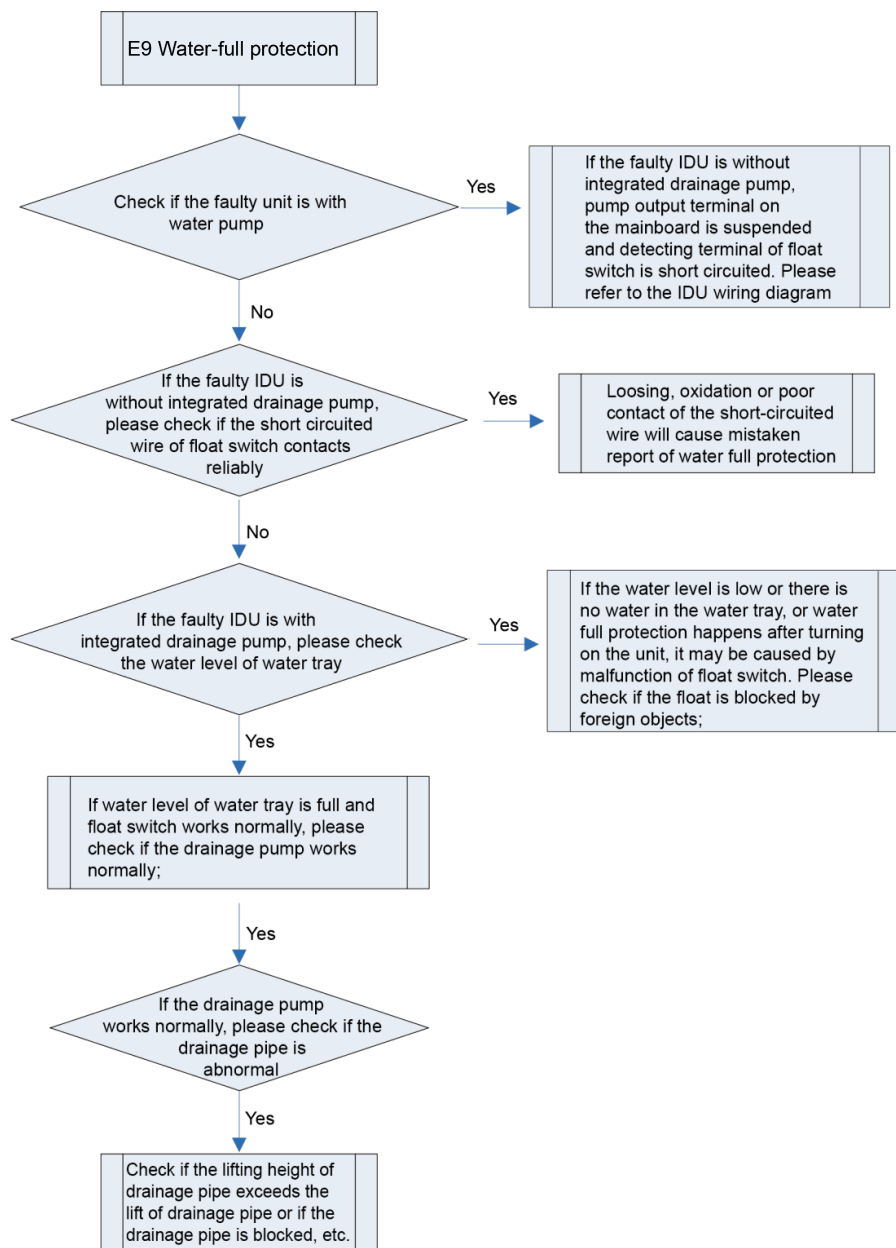 E9 Water-full protection
Check if the faulty unit is with
water pump
Yes
If the faulty IDU is without
integrated drainage pump,
pump output terminal on
the mainboard is suspended
and detecting terminal of float
switch is short circuited. Please
refer to the IDU wiring diagram
No
If the faulty IDU is
without integrated drainage pump,
please check if the short circuited
wire of float switch contacts
reliably
Yes
Loosing, oxidation or poor
contact of the short-circuited
wire will cause mistaken
report of water full protection
No
If the faulty IDU is with
integrated drainage pump, please check
the water level of water tray
Yes
If the water level is low or there is
no water in the water tray, or water
full protection happens after turning
on the unit, it may be caused by
malfunction of float switch. Please
check if the float is blocked by
foreign objects;
Yes
If water level of water tray is full and
float switch works normally, please
check if the drainage pump works
normally;
Yes
If the drainage pump
works normally, please check if the
drainage pipe is
abnormal
Yes
Check if the lifting height of
drainage pipe exceeds the
lift of drainage pipe or if the
drainage pipe is blocked, etc.